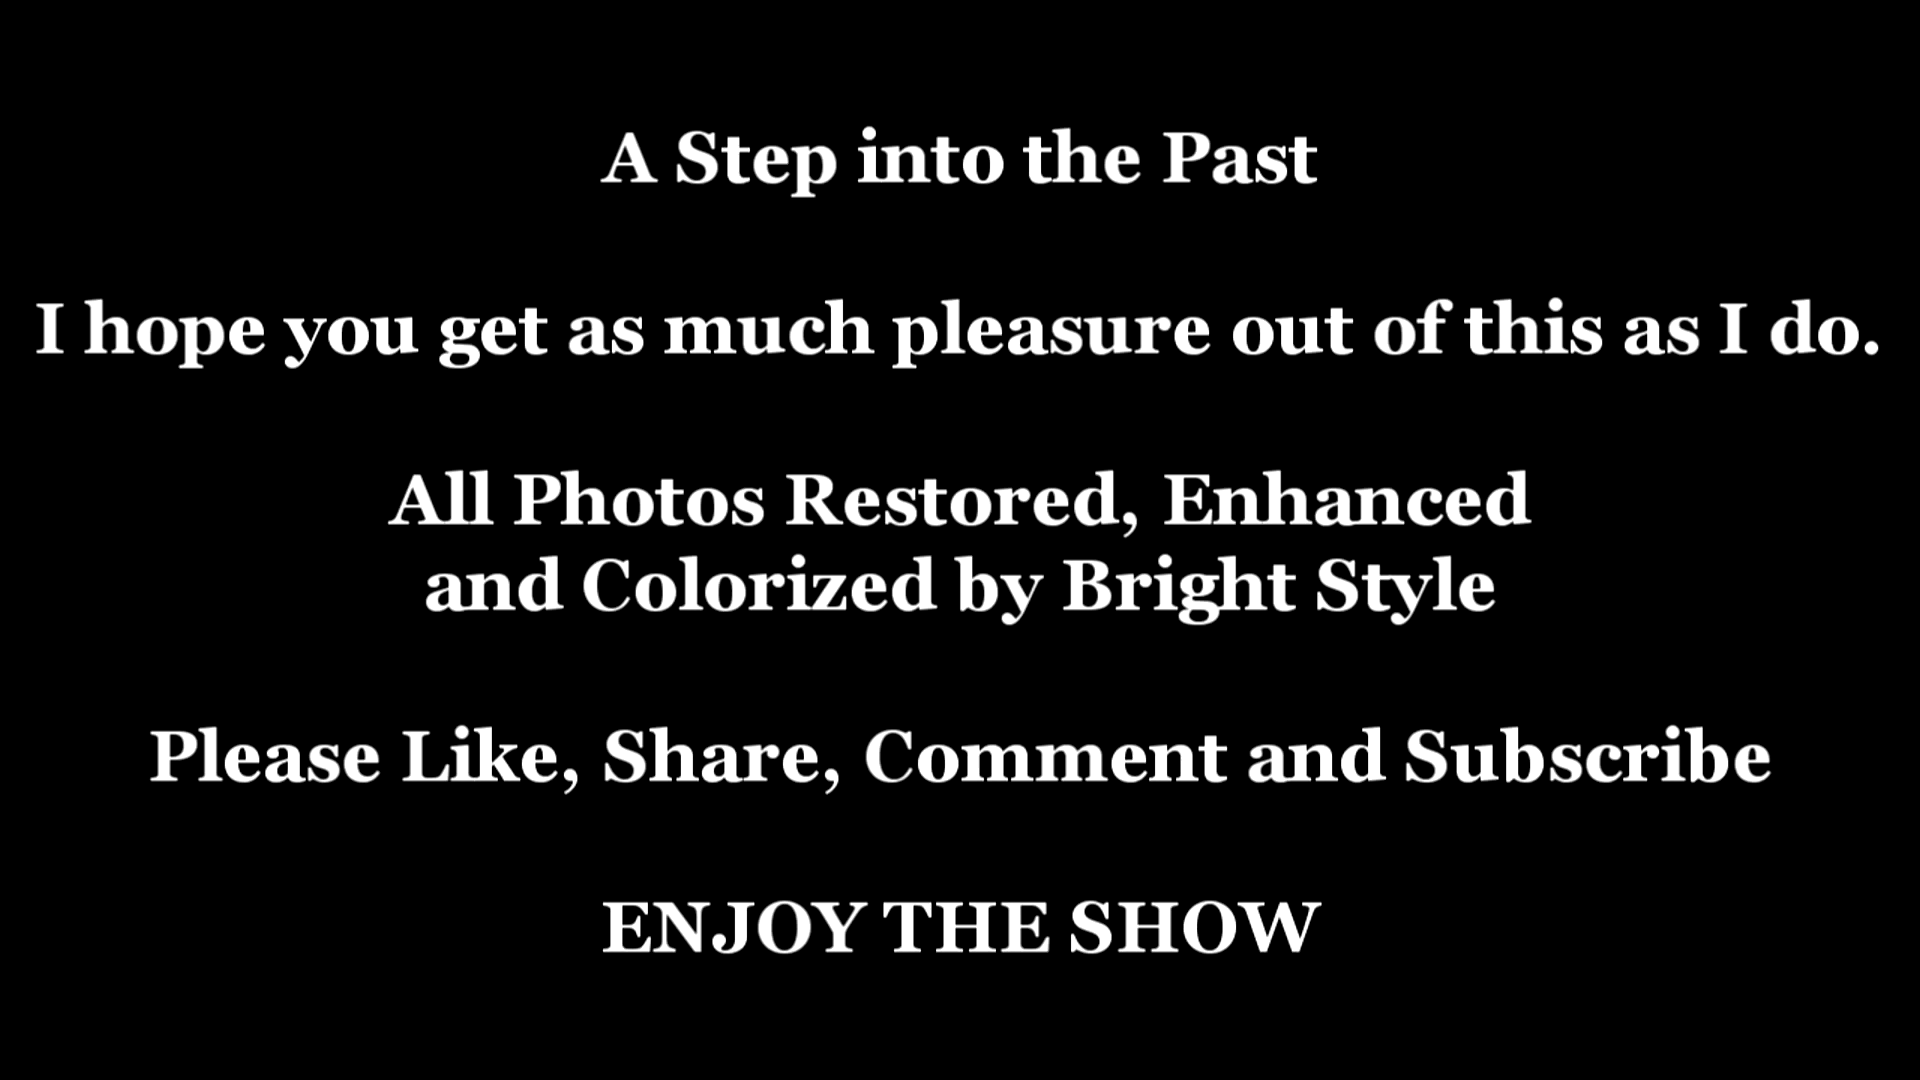 A Step into the Past
I hope you get as much pleasure out of this as I do.
All Photos Restored, Enhanced
and Colorized by Bright Style
Please Like, Share, Comment and Subscribe
ENJOY THE SHOW